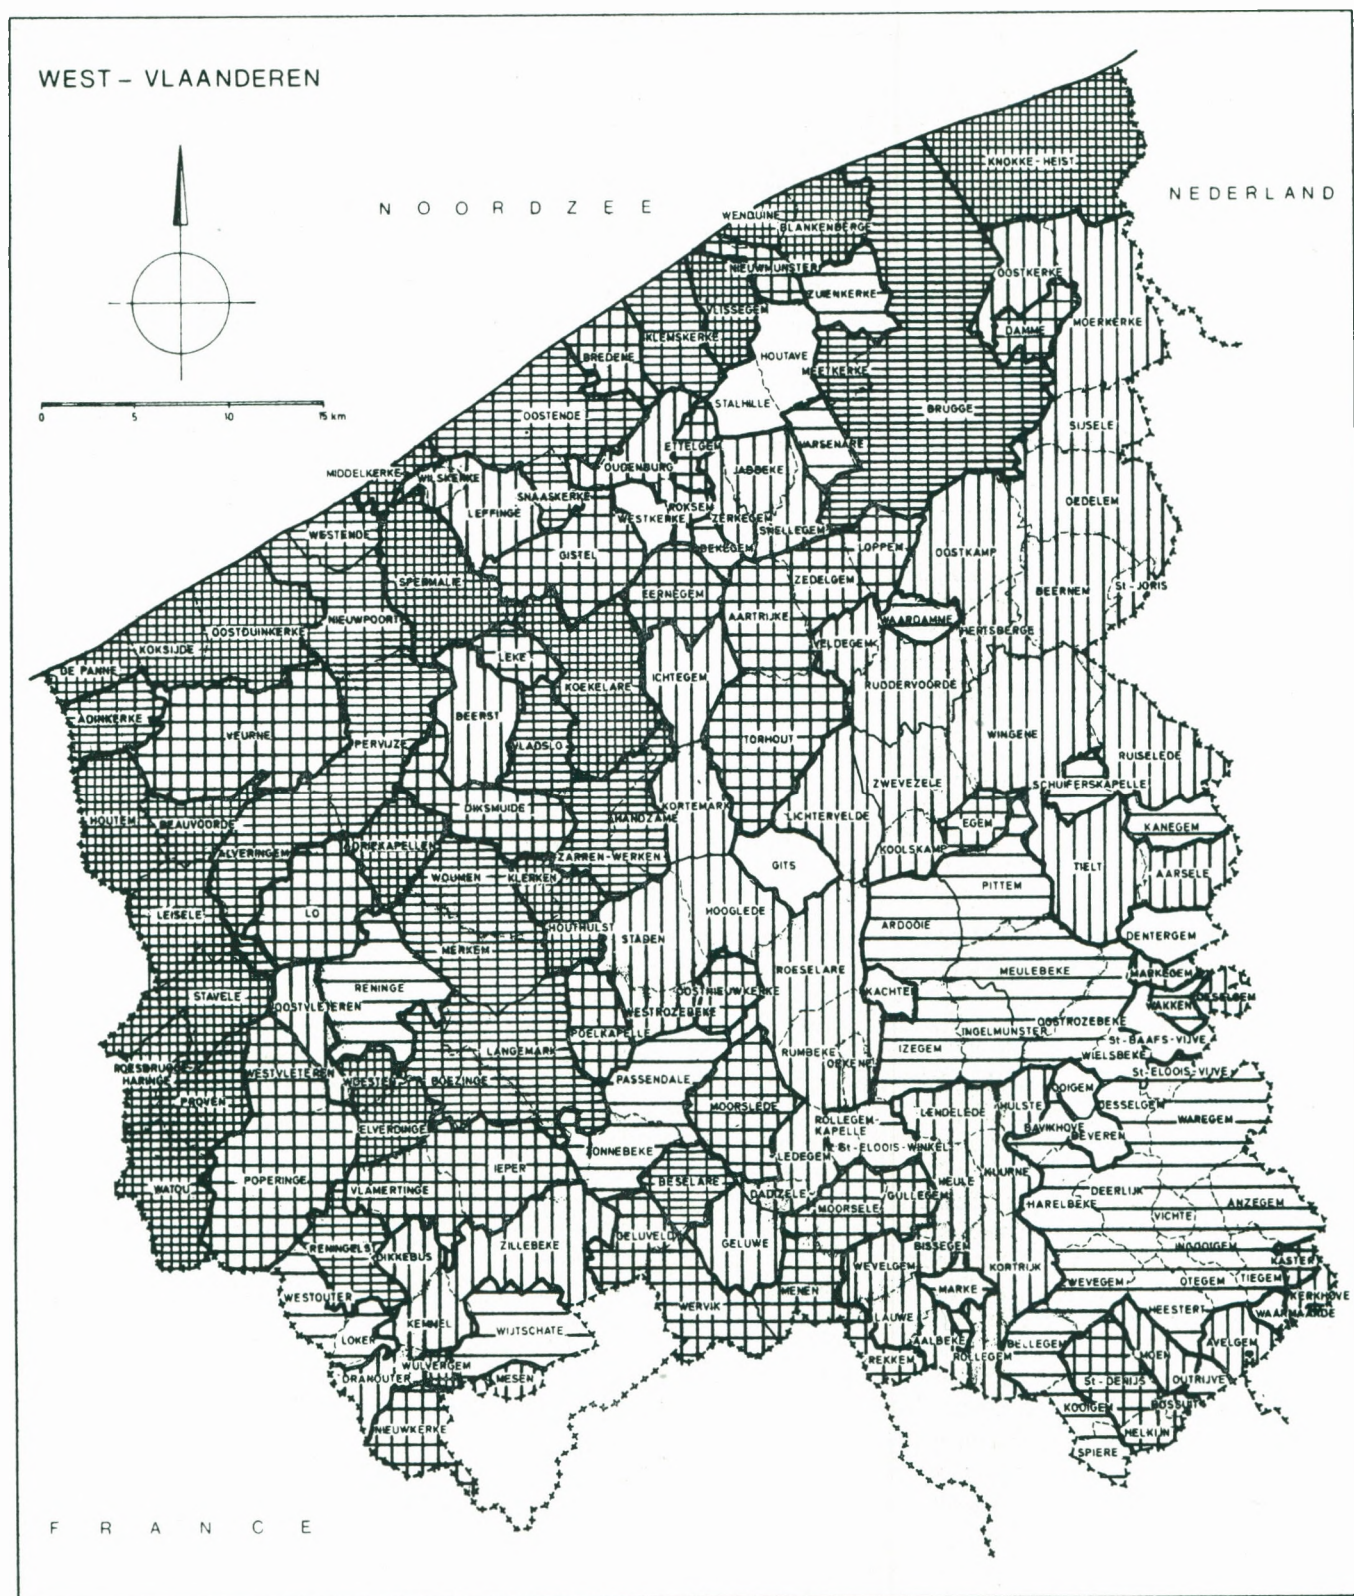 WEST – VLAANDEREN
NOORDZEE
NEDERLAND
0 5 10 15 km
KNOKKE-HEIST
WENDUINE
BLANKENBERGE
NIEUWMUNSTER
ZUIENKERKE
OOSTKERKE
VLISSEGEM
DAMME
MOERKERKE
KLEMSKERKE
HOUTAVE
BREDENE
MEETKERKE
STALHILLE
BRUGGE
OOSTENDE
SIJSELE
ETTELGEM
VARSENARE
MIDDELKERKE
OUDENBURG
JABBEKE
WILSKERKE
SNAASKERKE
OEDELEM
LEFFINGE
ROKSEM
WESTKERKE
ZERKEGEM
SNELLEGEM
WESTENDE
BEKEGEM
LOPPEM
OOSTKAMP
GISTEL
SPERMALIE
ZEDELGEM
EERNEGEM
BEERNEM
St-JORIS
AARTRIJKE
NIEUWPOORT
WAARDAMME
OOSTDUINKERKE
HERTSBERGE
KOKSIJDE
VELDEGEM
LEKE
DE PANNE
ICHTEGEM
RUDDERVOORDE
KOEKELARE
ADINKERKE
BEERST
VEURNE
TORHOUT
WINGENE
PERVIJZE
VLADSLO
RUISELEDE
ZWEVEZELE
SCHUIFERSKAPELLE
DIKSMUIDE
KORTEMARK
LICHTERVELDE
HOUTEM
BEAUVOORDE
HANDZAME
EGEM
KANEGEM
DRIEKAPELLEN
ALVERINGEM
ZARREN-WERKEN
KOOLSKAMP
GITS
TIELT
AARSELE
WOUMEN
KLERKEN
PITTEM
LEISELE
LO
HOOGLEDE
ARDOOIE
HOUTHULST
STADEN
DENTERGEM
MERKEM
ROESELARE
MEULEBEKE
MARKEGEM
RENINGE
OOSTNIEUWKERKE
KACHTEM
STAVELE
OESELGEM
WAKKEN
OOSTVLETEREN
WESTROZEBEKE
OOSTROZEBEKE
POELKAPELLE
INGELMUNSTER
St-BAAFS-VIJVE
LANGEMARK
RUMBEKE
IZEGEM
WIELSBEKE
OEKENE
ROESBRUGGE-
HARINGE
WESTVLETEREN
St-ELOOIS-VIJVE
WOESTEN
BOEZINGE
PASSENDALE
OOIGEM
PROVEN
MOORSLEDE
LENDELEDE
HULSTE
DESSELGEM
WAREGEM
ROLLEGEM-
KAPELLE
ELVERDINGE
BAVIKHOVE
BEVEREN
ZONNEBEKE
LEDEGEM
St-ELOOIS-WINKEL
IEPER
KUURNE
POPERINGE
BESELARE
HEULE
WATOU
VLAMERTINGE
DADIZELE
GULLEGEM
DEERLIJK
HARELBEKE
ANZEGEM
MOORSELE
VICHTE
GELUVELD
RENINGELST
DIKKEBUS
ZILLEBEKE
GELUWE
BISSEGEM
INGOOIGEM
KASTER
WEVELGEM
KORTRIJK
ZWEVEGEM
OTEGEM
TIEGEM
MENEN
MARKE
KERKHOVE
WESTOUTER
WERVIK
HEESTERT
WAARMAARDE
KEMMEL
LAUWE
LOKER
WIJTSCHATE
AALBEKE
BELLEGEM
AVELGEM
MOEN
REKKEM
ROLLEGEM
WULVERGEM
DRANOUTER
MESEN
St-DENIJS
OUTRIJVE
KOOIGEM
BOSSUIT
NIEUWKERKE
HELKIJN
SPIERE
FRANCE